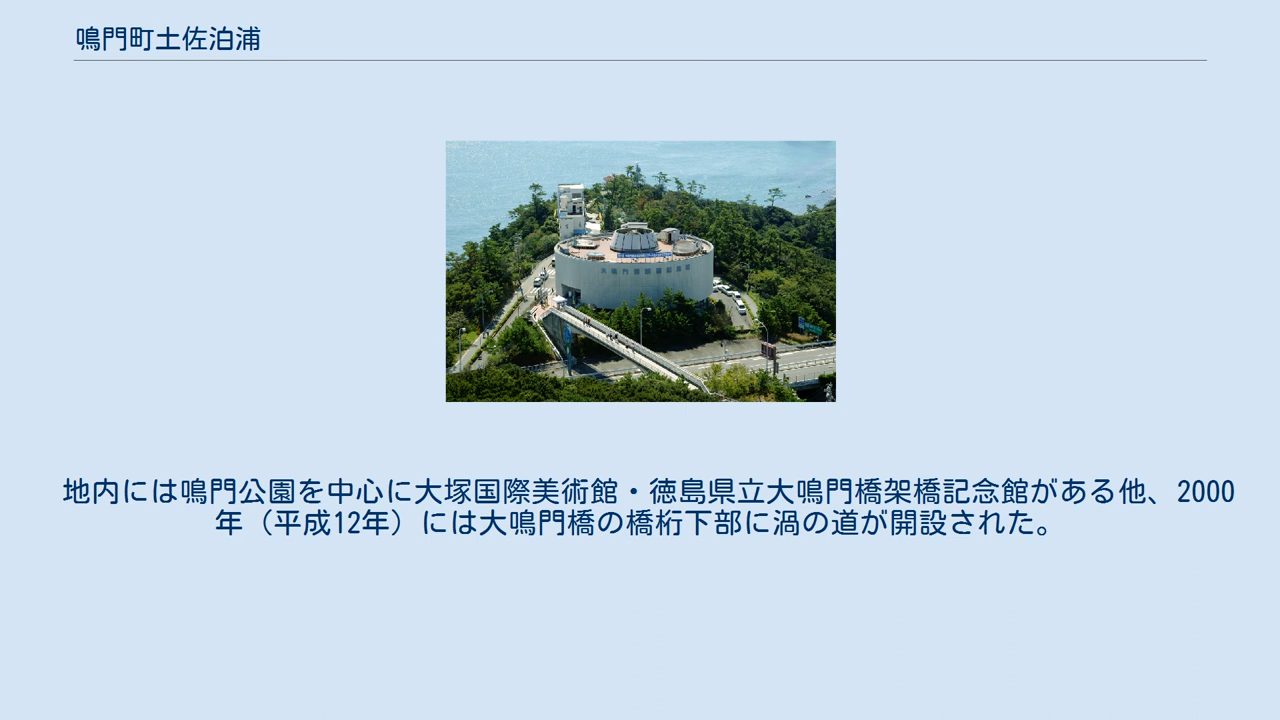 鳴門町土佐泊浦
地内には鳴門公園を中心に大塚国際美術館・徳島県立大鳴門橋架橋記念館がある他、2000
年（平成12年）には大鳴門橋の橋桁下部に渦の道が開設された。